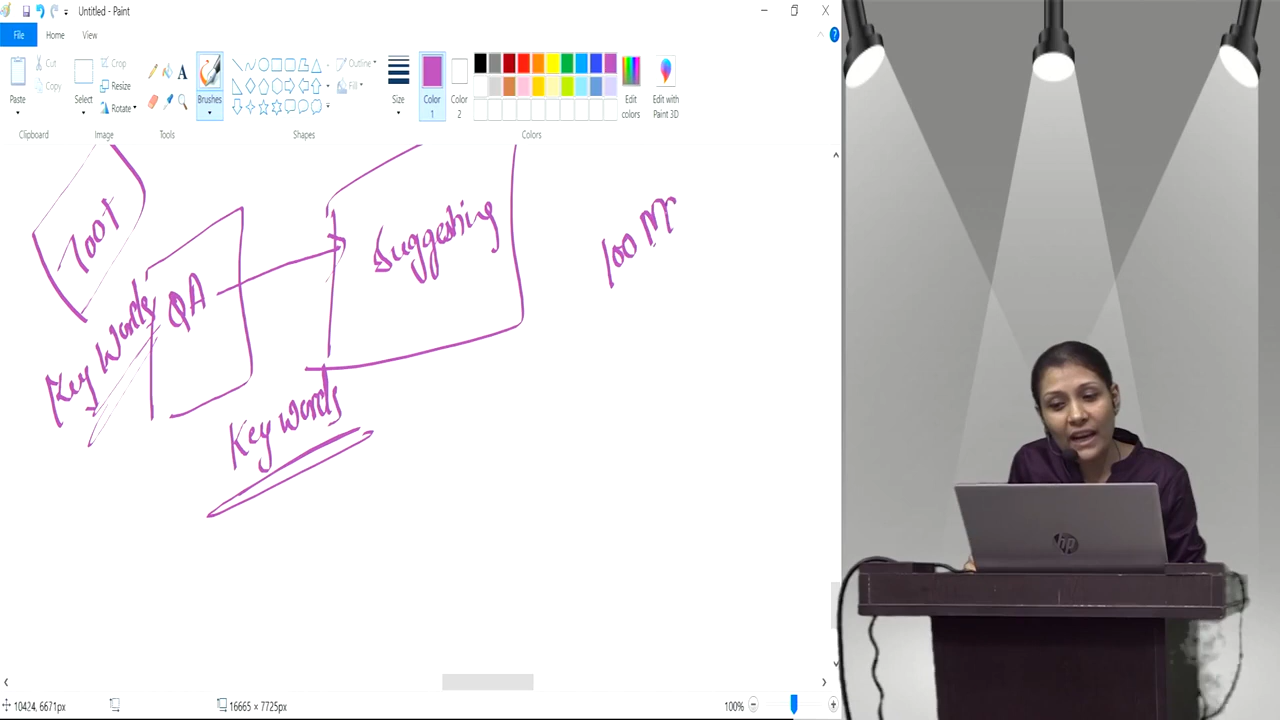 Untitled - Paint
File
Home
View
Paste
Cut
Copy
Clipboard
Select
Crop
Resize
Rotate
Image
A
Tools
Brushes
Outline
Fill
Shapes
Size
Color
1
Color
2
Edit
colors
Edit with
Paint 3D
Colors
QA
Suggesting
Key Words
Key words
hp
10424, 6671px
16665 × 7725px
100%